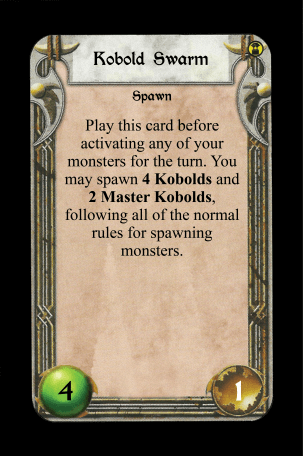 Kobold Swarm
Spawn
Play this card before
activating any of your
monsters for the turn. You
may spawn 4 Kobolds and
2 Master Kobolds,
following all of the normal
rules for spawning
monsters.
4
1